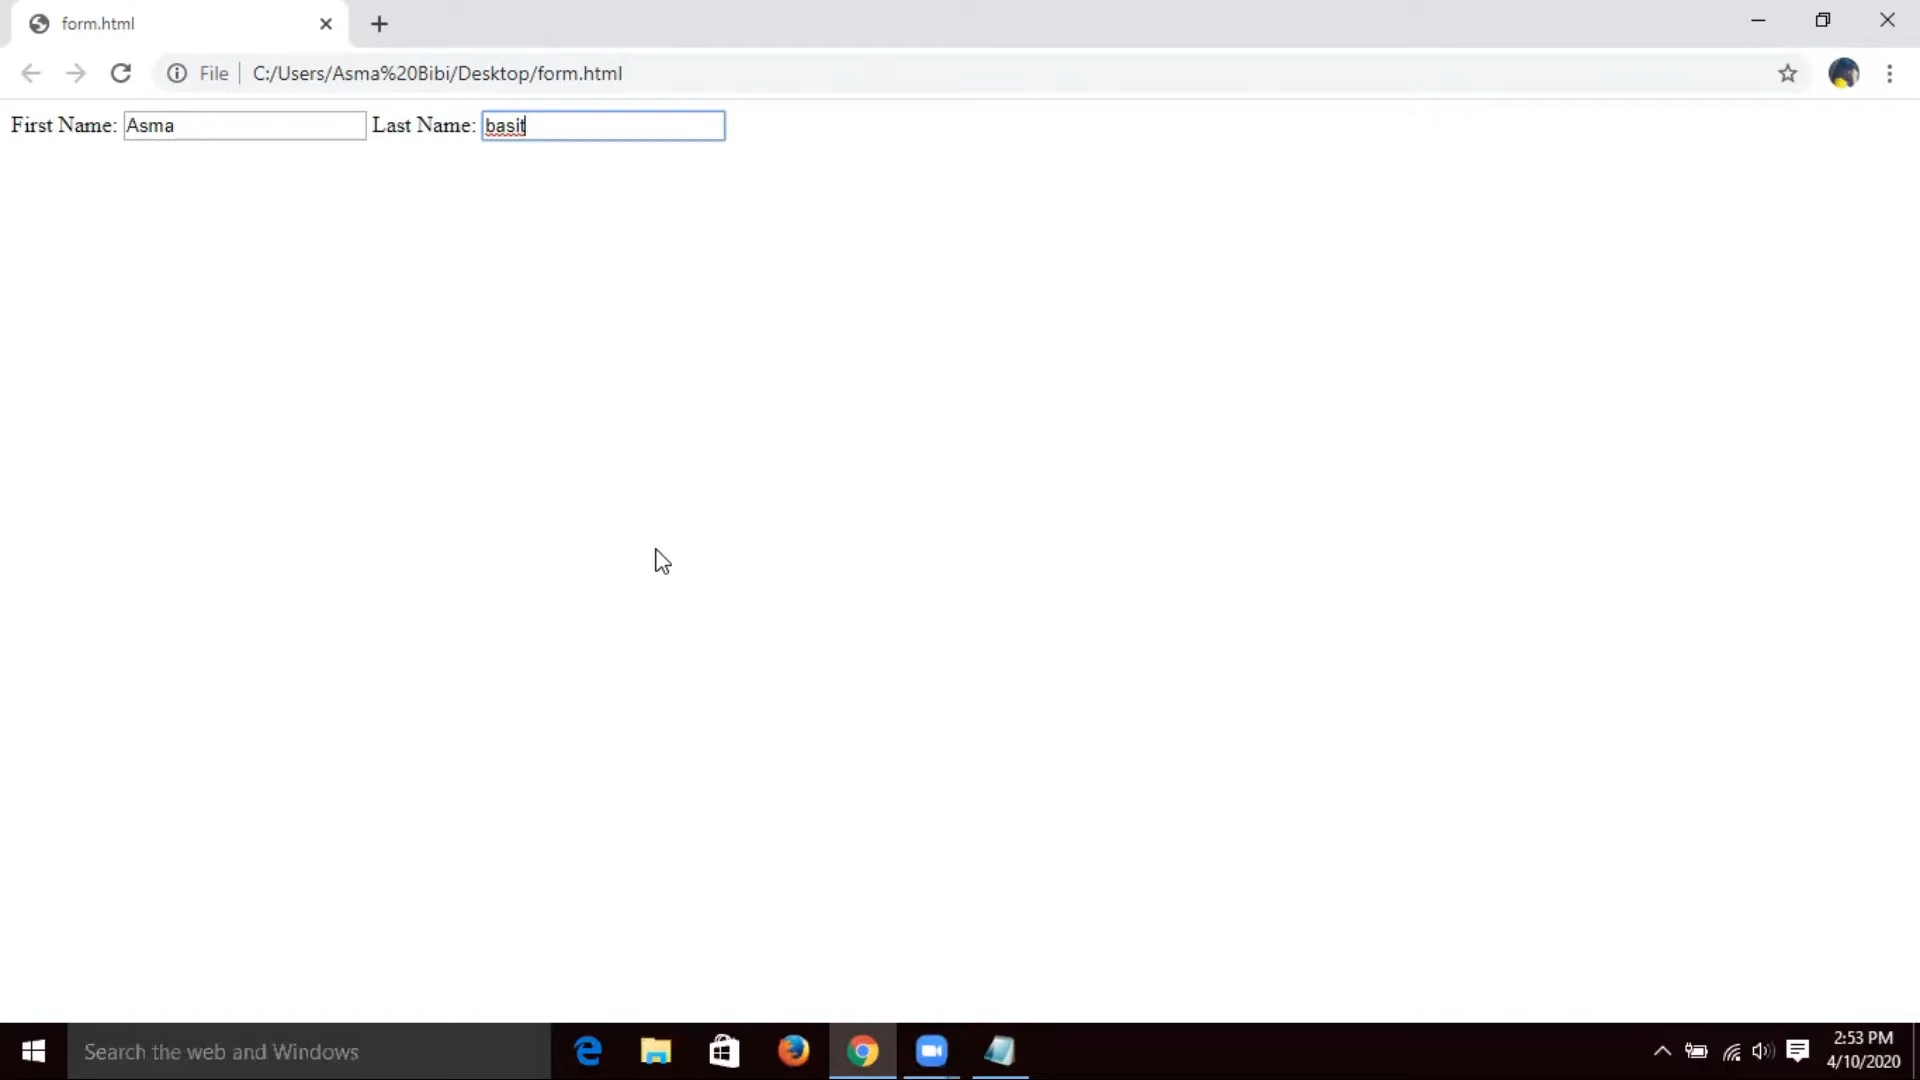 form.html
File C:/Users/Asma%20Bibi/Desktop/form.html
First Name: Asma Last Name: basit
Search the web and Windows
2:53 PM
4/10/2020